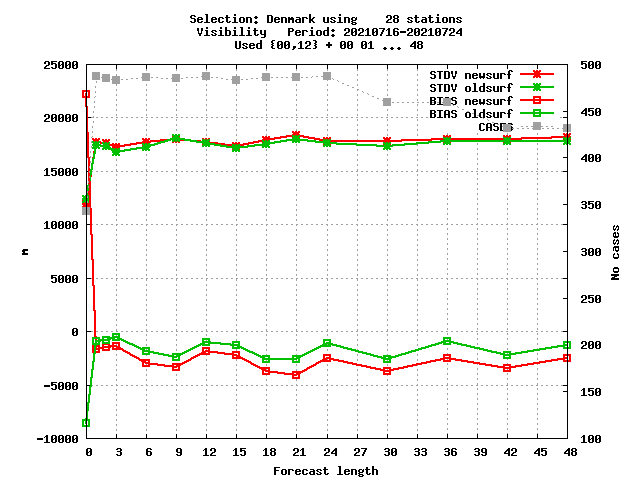 Selection: Denmark using 28 stations
Visibility Period: 20210716-20210724
Used {00,12} + 00 01 ... 48
25000
20000
15000
10000
5000
0
-5000
-10000
m
500
450
400
350
300
250
200
150
100
No cases
STDV newsurf
STDV oldsurf
BIAS newsurf
BIAS oldsurf
CASES
0 3 6 9 12 15 18 21 24 27 30 33 36 39 42 45 48
Forecast length